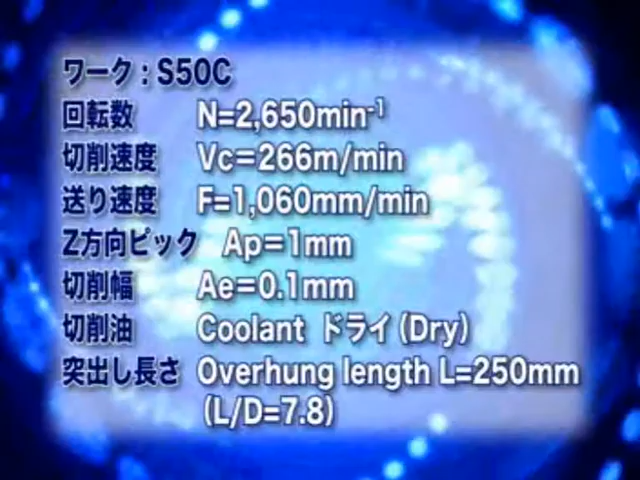 ワーク : S50C
回転数 N=2,650min-1
切削速度 Vc=266m/min
送り速度 F=1,060mm/min
Z方向ピック Ap=1mm
切削幅 Ae=0.1mm
切削油 Coolant ドライ(Dry)
突出し長さ Overhung length L=250mm
(L/D=7.8)